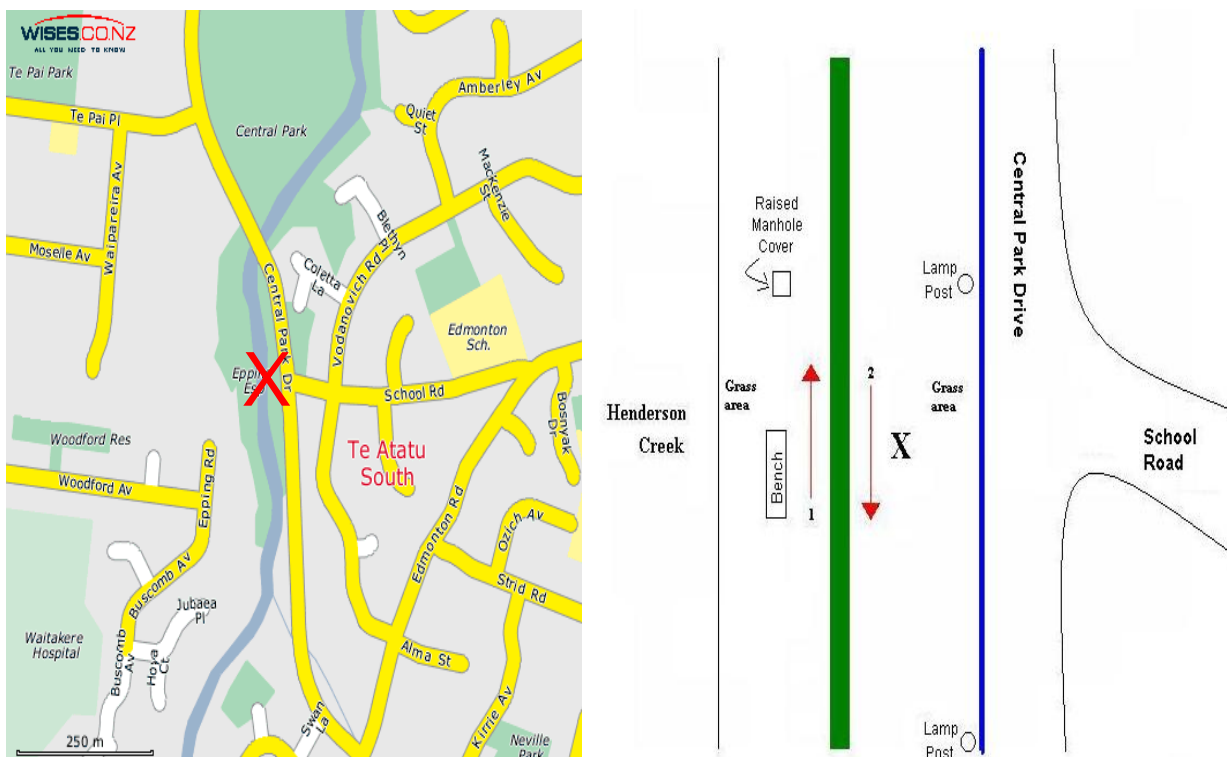 WISES.CO.NZ
ALL YOU NEED TO KNOW
Te Pai Park
Te Pai Pl
Waipareira Av
Moselle Av
Central Park
Quiet
St
Amberley Av
MacKenzie
St
Blethyn
Pl
Coletta
La
Vodanovich Rd
Central Park Dr
Edmonton
Sch.
School Rd
Bosnyak
Dr
Woodford Res
Woodford Av
Epping Rd
Te Atatu
South
Edmonton Rd
Ozich Av
Strid Rd
Buscomb Av
Jubaea
Pl
Waitakere
Hospital
Buscomb
Av
Hoya
Ct
Alma St
Swan
La
Kirrie Av
Neville
Park
250 m
Raised
Manhole
Cover
Lamp
Post
Central Park Drive
Grass
area
1
2
Grass
area
Henderson
Creek
Bench
X
School
Road
Lamp
Post